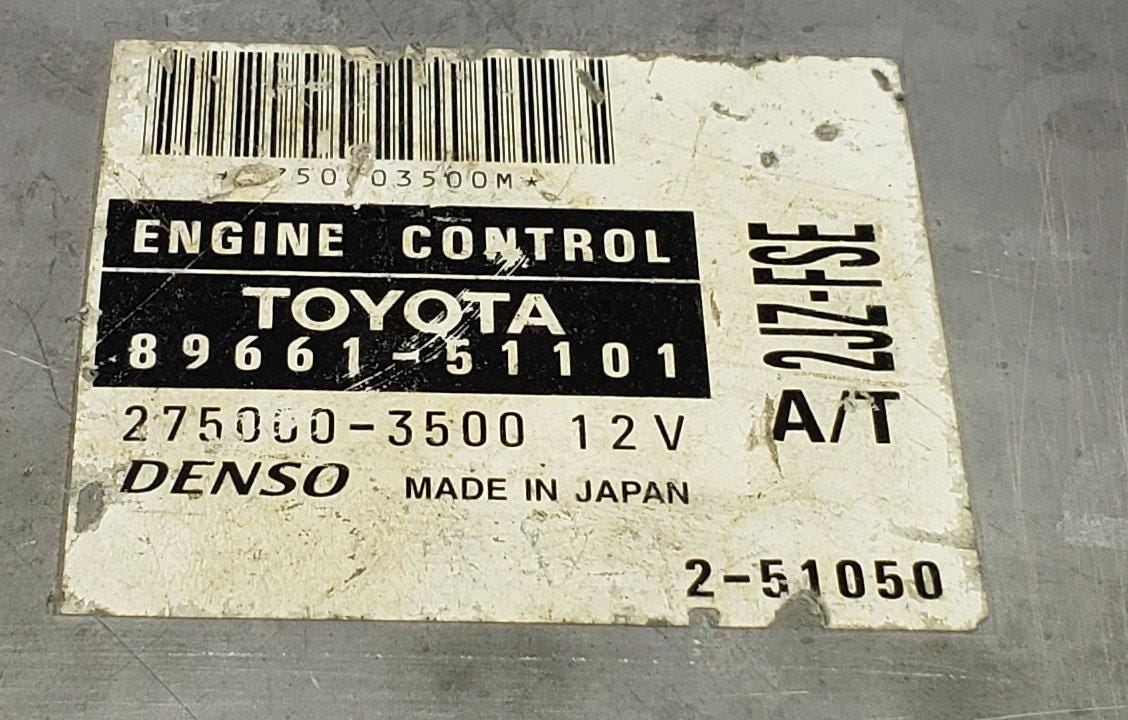 750 03500M*
ENGINE CONTROL
TOYOTA
89661-51101
275000-3500 12V
DENSO MADE IN JAPAN
2JZ-FSE
A/T
2-51050